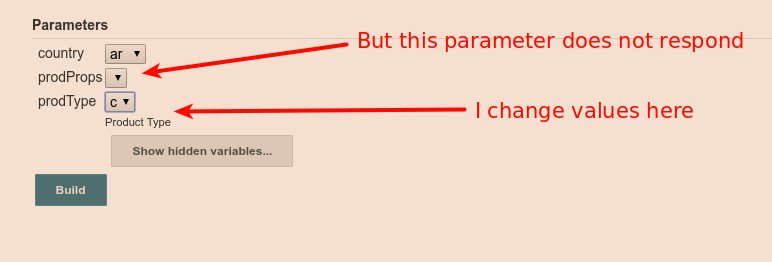 Parameters
country ar
But this parameter does not respond
prodProps
prodType c
I change values here
Product Type
Show hidden variables...
Build